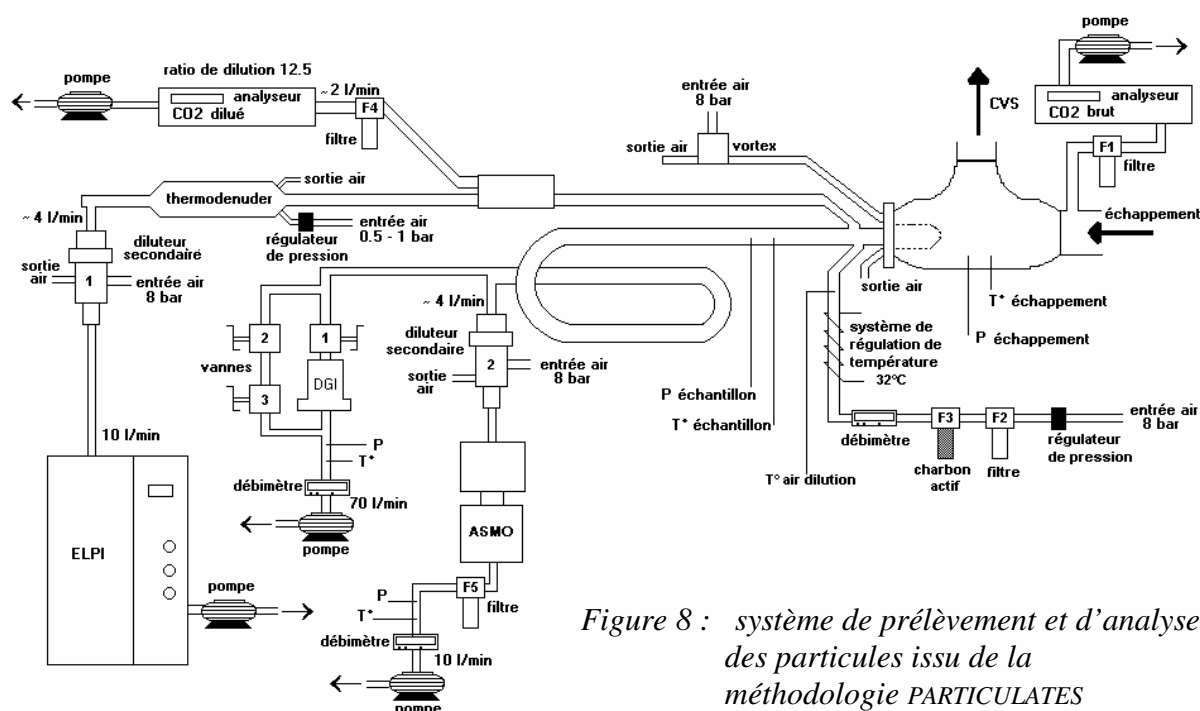 pompe
ratio de dilution 12.5
analyseur
CO2 dilué
~ 2 l/min
F4
filtre
entrée air
8 bar
sortie air
vortex
CVS
pompe
analyseur
CO2 brut
F1
filtre
échappement
sortie air
thermodenuder
~ 4 l/min
régulateur
de pression
entrée air
0.5 - 1 bar
diluteur
secondaire
sortie
air
1
entrée air
8 bar
10 l/min
ELPI
pompe
2
1
vannes
3
DGI
P
T°
débimètre
70 l/min
pompe
~ 4 l/min
diluteur
secondaire
sortie
air
2
entrée air
8 bar
ASMO
F5
filtre
P
T°
débimètre
10 l/min
pompe
sortie air
T° échappement
P échappement
système de
régulation de
température
32°C
P échantillon
T° échantillon
T° air dilution
débimètre
F3
charbon
actif
F2
filtre
régulateur
de pression
entrée air
8 bar
Figure 8 : système de prélèvement et d'analyse
des particules issu de la
méthodologie PARTICULATES